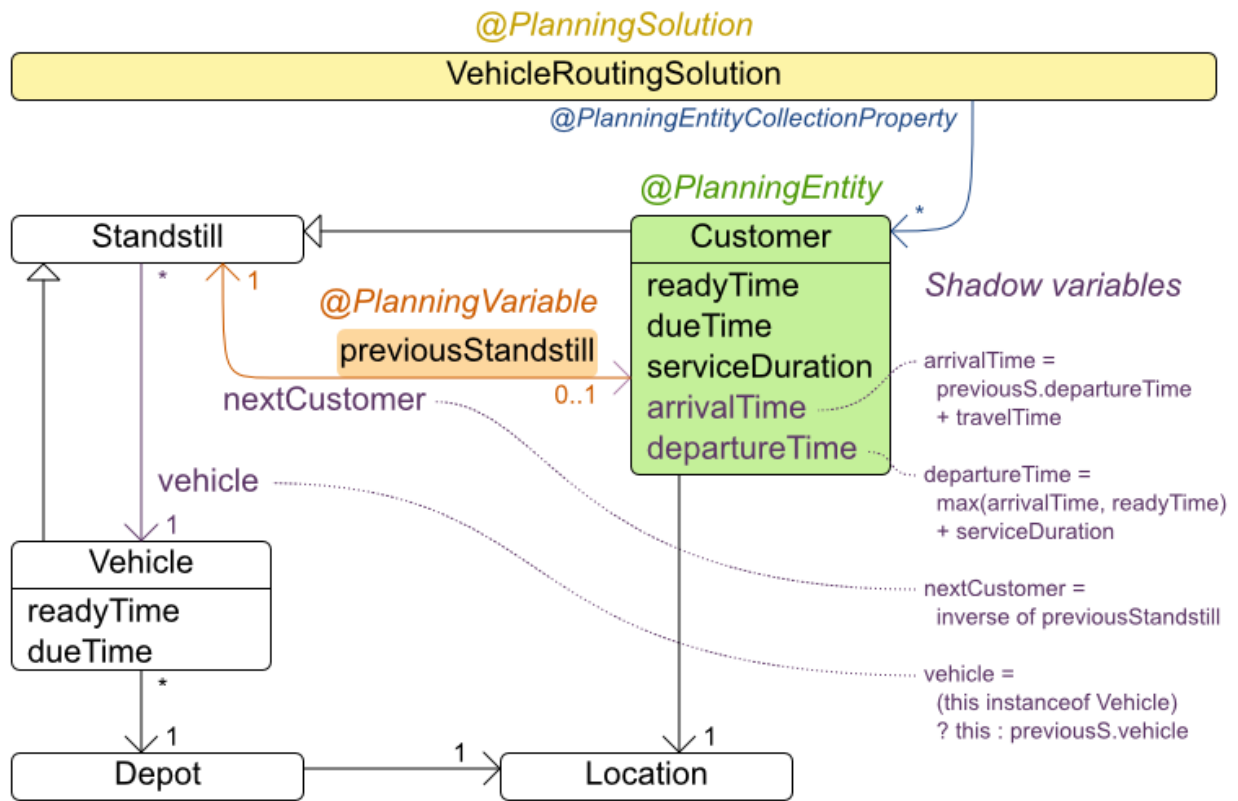 @PlanningSolution
VehicleRoutingSolution
@PlanningEntityCollectionProperty
@PlanningEntity
*
Standstill
Customer
*
1
@PlanningVariable
previousStandstill
0..1
nextCustomer
readyTime
dueTime
serviceDuration
arrivalTime
departureTime
Shadow variables
arrivalTime =
previousS.departureTime
+ travelTime
departureTime =
max(arrivalTime, readyTime)
+ serviceDuration
nextCustomer =
inverse of previousStandstill
vehicle =
(this instanceof Vehicle)
? this : previousS.vehicle
vehicle
1
Vehicle
readyTime
dueTime
*
1
Depot
1
1
Location